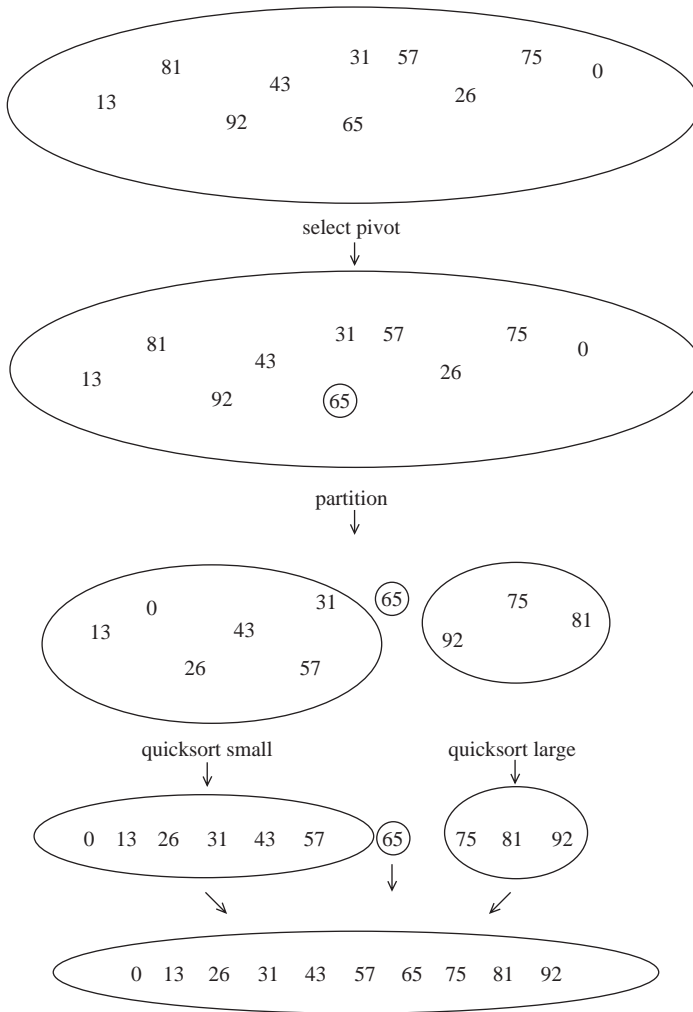 31 57 75
81 0
43
26
13
92 65
select pivot
31 57 75
81 0
43
26
13
92 65
partition
31 65 75
0
81
13 43
92
26 57
quicksort small quicksort large
0 13 26 31 43 57 65 75 81 92
0 13 26 31 43 57 65 75 81 92